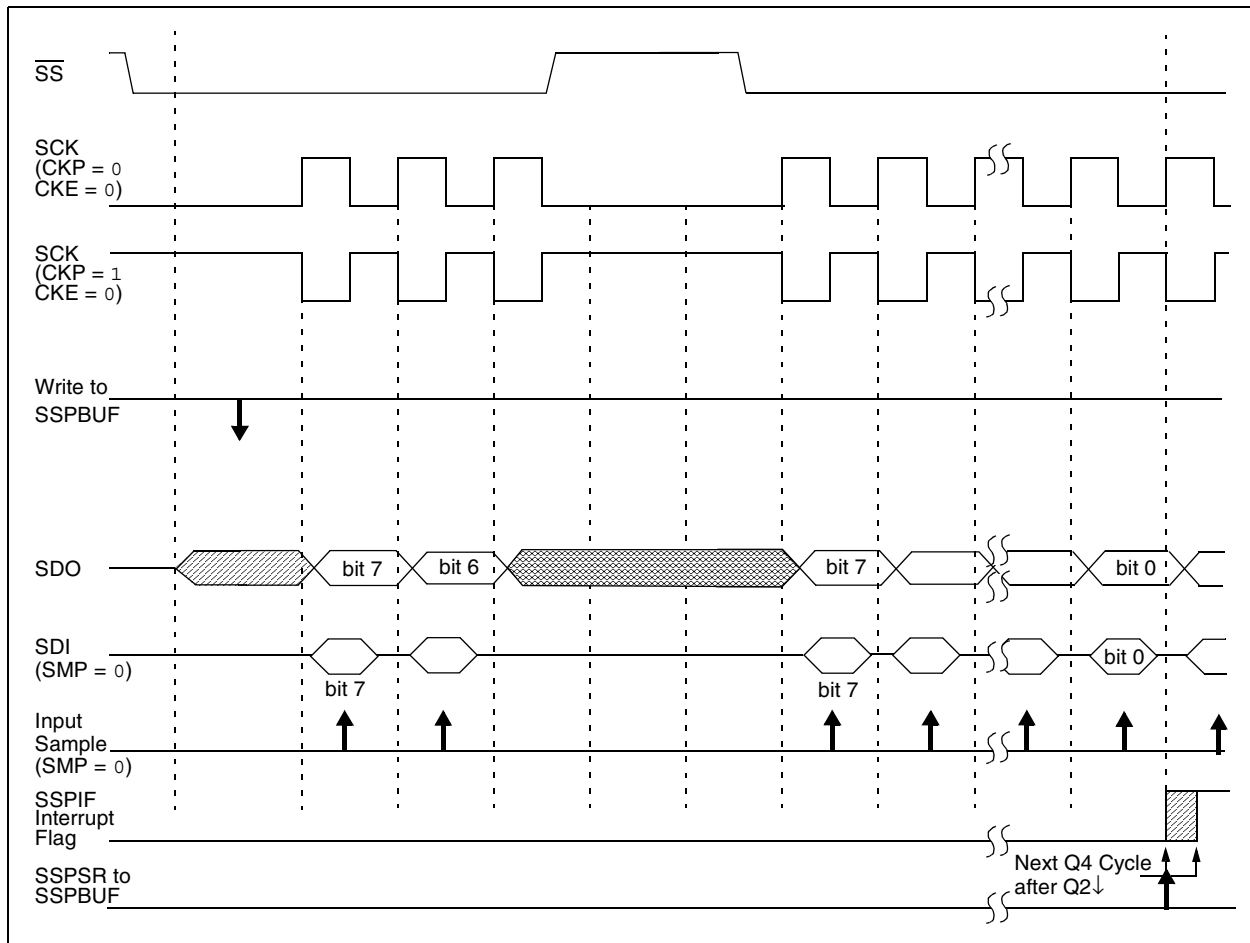 SS
SCK
(CKP = 0
CKE = 0)
SCK
(CKP = 1
CKE = 0)
Write to
SSPBUF
SDO
bit 7
bit 6
bit 7
bit 0
SDI
(SMP = 0)
bit 7
bit 7
bit 0
Input
Sample
(SMP = 0)
SSPIF
Interrupt
Flag
SSPSR to
SSPBUF
Next Q4 Cycle
after Q2↓